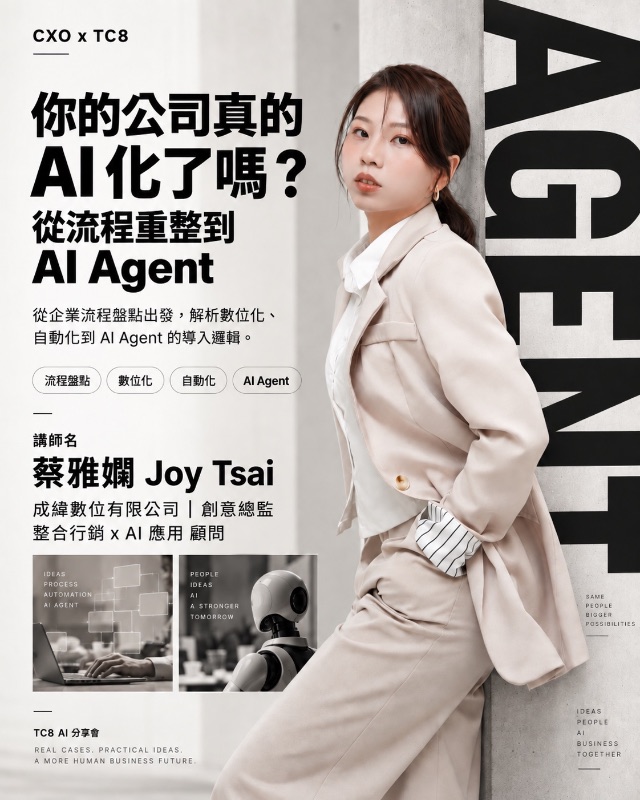 CXO x TC8
你的公司真的
AI 化了嗎？
從流程重整到
AI Agent
從企業流程盤點出發，解析數位化、
自動化到 AI Agent 的導入邏輯。
流程盤點
數位化
自動化
AI Agent
講師名
蔡雅嫻 Joy Tsai
成緯數位有限公司｜創意總監
整合行銷 x AI 應用 顧問
IDEAS
PROCESS
AUTOMATION
AI AGENT
PEOPLE
IDEAS
AI
A STRONGER
TOMORROW
TC8 AI 分享會
REAL CASES. PRACTICAL IDEAS.
A MORE HUMAN BUSINESS FUTURE.
AGENT
SAME
PEOPLE
BIGGER
POSSIBILITIES
IDEAS
PEOPLE
AI
BUSINESS
TOGETHER